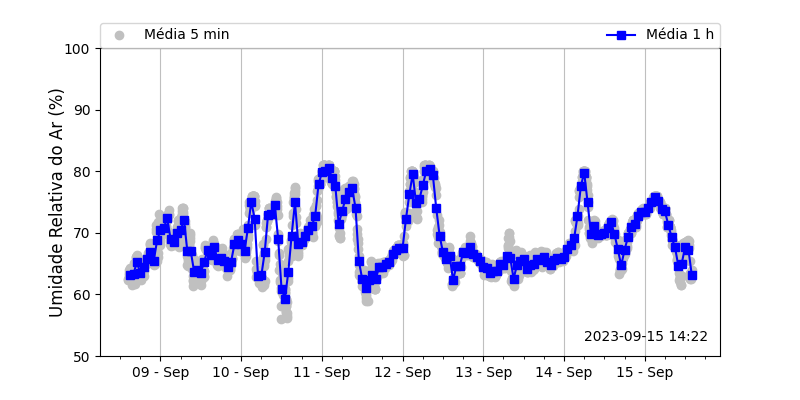 Média 5 min
Média 1 h
Umidade Relativa do Ar (%)
100
90
80
70
60
50
2023-09-15 14:22
09 - Sep
10 - Sep
11 - Sep
12 - Sep
13 - Sep
14 - Sep
15 - Sep